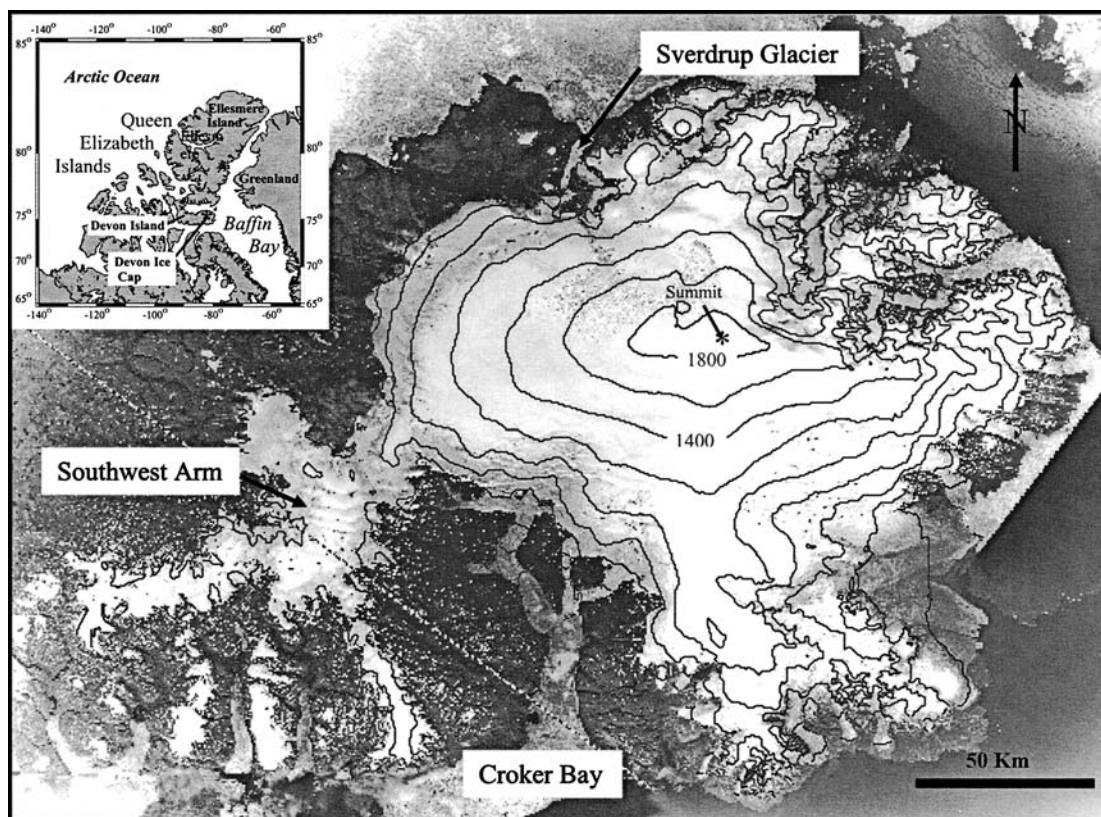 -140°
-120°
-100°
-80°
-60°
85°
85°
Arctic Ocean
Ellesmere
Island
Queen
Elizabeth
Islands
80°
80°
Greenland
75°
75°
Devon Island
Baffin
Bay
Devon Ice
Cap
70°
70°
65°
65°
-140°
-120°
-100°
-80°
-60°
Sverdrup Glacier
N
Summit
*
1800
1400
Southwest Arm
Croker Bay
50 Km